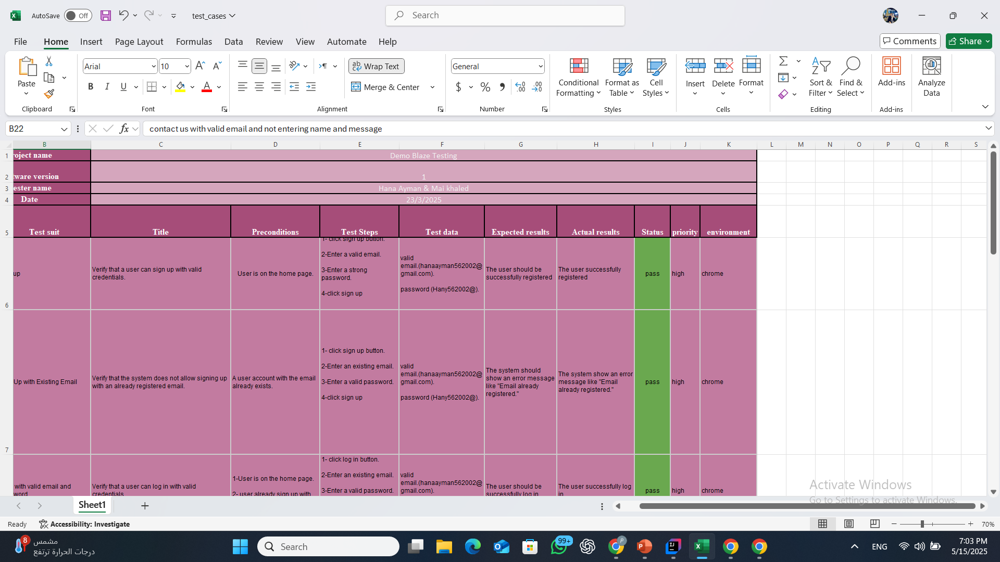 AutoSave Off test_cases Search
File Home Insert Page Layout Formulas Data Review View Automate Help Comments Share
Paste Arial 10 Wrap Text General Conditional Format as Cell Insert Delete Format Sort & Find & Add-ins Analyze
B I U Merge & Center $ % Formatting Table Styles Filter Select Data
Clipboard Font Alignment Number Styles Cells Editing Add-ins
B22 fx contact us with valid email and not entering name and message
B C D E F G H I J K L M N O P Q R S
1 roject name Demo Blaze Testing
2 tware version 1
3 ester name Hana Ayman & Mai khaled
4 Date 23/3/2025
5 Test suit Title Preconditions Test Steps Test data Expected results Actual results Status priority environment
6 up
Verify that a user can sign up with valid
credentials.
User is on the home page.
1- click sign up button.
2-Enter a valid email.
3-Enter a strong
password.
4-click sign up
valid
email.(hanaayman562002@
gmail.com).
password (Hany562002@).
The user should be
successfully registered
The user successfully
registered
pass
high
chrome
7 Up with Existing Email
Verify that the system does not allow signing up
with an already registered email.
A user account with the email
already exists.
1- click sign up button.
2-Enter an existing email.
3-Enter a valid password.
4-click sign up
valid
email.(hanaayman562002@
gmail.com).
password (Hany562002@).
The system should
show an error message
like "Email already
registered."
The system show an error
message like "Email
already registered."
pass
high
chrome
with valid email and
word
Verify that a user can log in with valid
credentials
1-User is on the home page.
2- user already sign up with
1- click log in button.
2-Enter an existing email.
3-Enter a valid password.
valid
email.(hanaayman562002@
gmail.com).
The user should be
successfully log in
The user successfully log
in
pass
high
chrome
Activate Windows
Go to Settings to activate Windows.
Sheet1
Ready Accessibility: Investigate 70%
8 مشمس
درجات الحرارة ترتفع
Search 99+ ENG 7:03 PM
5/15/2025